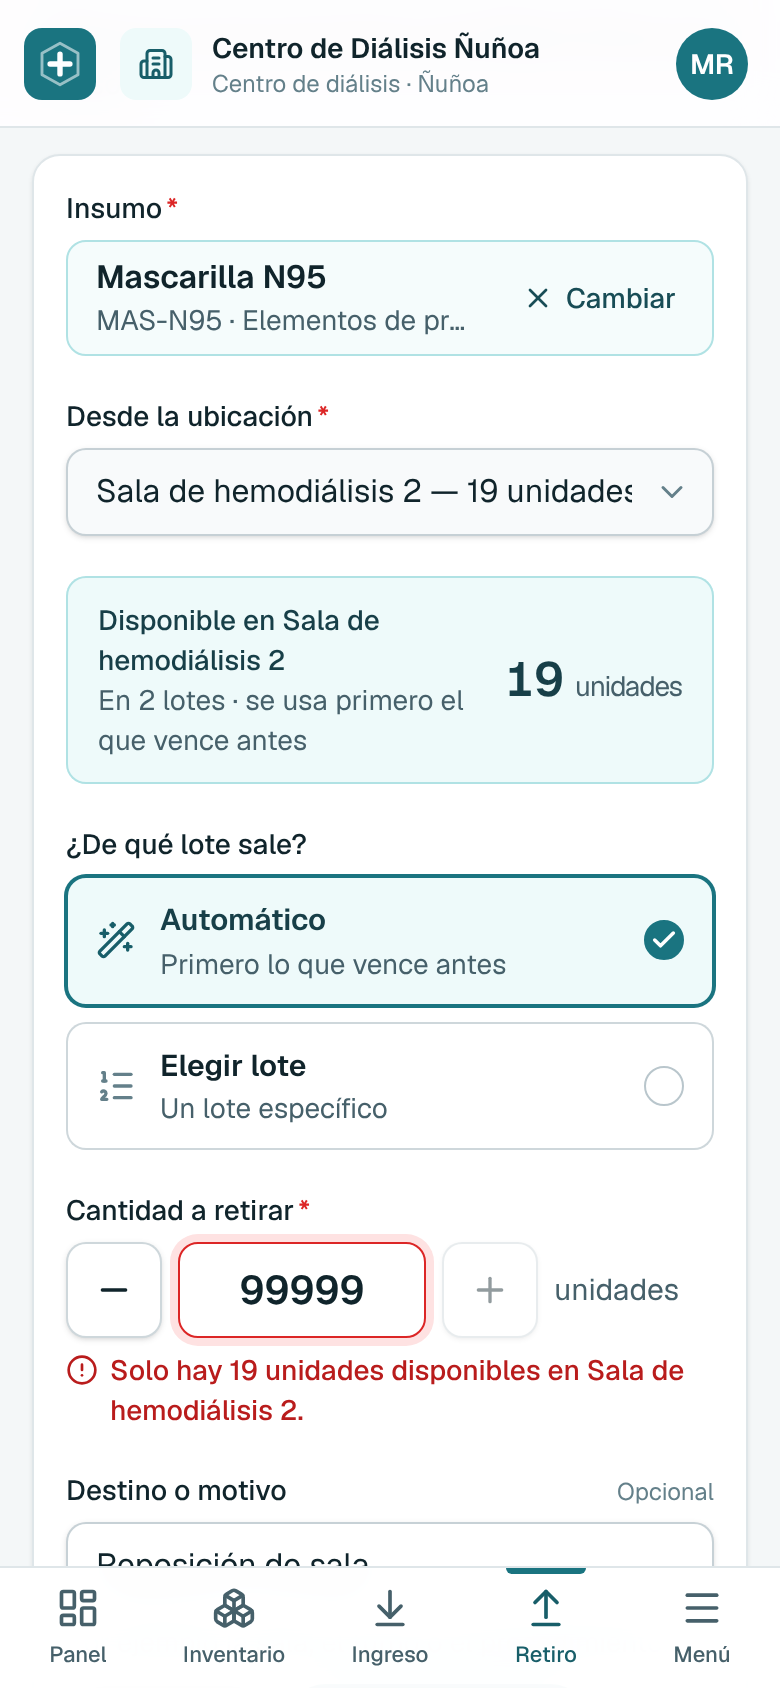 Centro de Diálisis Ñuñoa
Centro de diálisis · Ñuñoa
MR
Insumo *
Mascarilla N95
MAS-N95 · Elementos de pr...
Cambiar
Desde la ubicación *
Sala de hemodiálisis 2 — 19 unidades
Disponible en Sala de
hemodiálisis 2
En 2 lotes · se usa primero el
que vence antes
19 unidades
¿De qué lote sale?
Automático
Primero lo que vence antes
Elegir lote
Un lote específico
Cantidad a retirar *
99999
unidades
Solo hay 19 unidades disponibles en Sala de
hemodiálisis 2.
Destino o motivo
Opcional
Reposición de sala
Panel
Inventario
Ingreso
Retiro
Menú